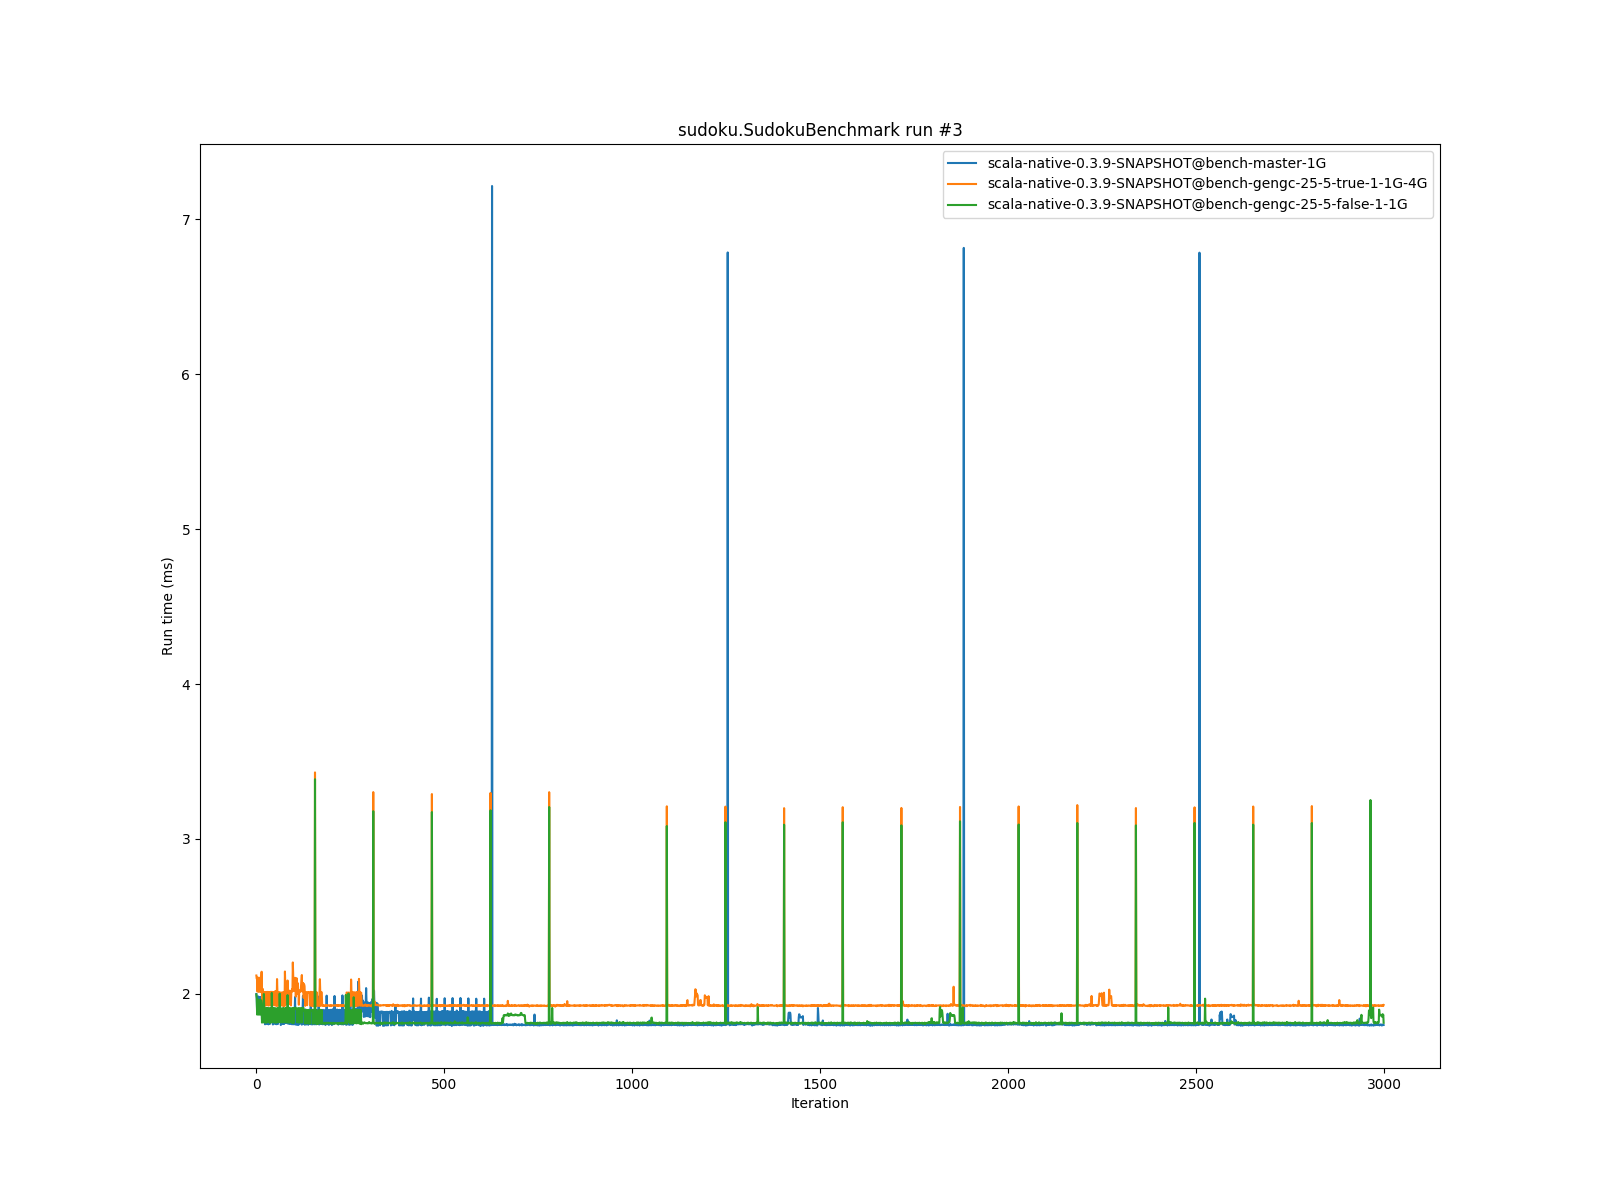 sudoku.SudokuBenchmark run #3
scala-native-0.3.9-SNAPSHOT@bench-master-1G
scala-native-0.3.9-SNAPSHOT@bench-gengc-25-5-true-1-1G-4G
scala-native-0.3.9-SNAPSHOT@bench-gengc-25-5-false-1-1G
7
6
5
4
3
2
Run time (ms)
0 500 1000 1500 2000 2500 3000
Iteration